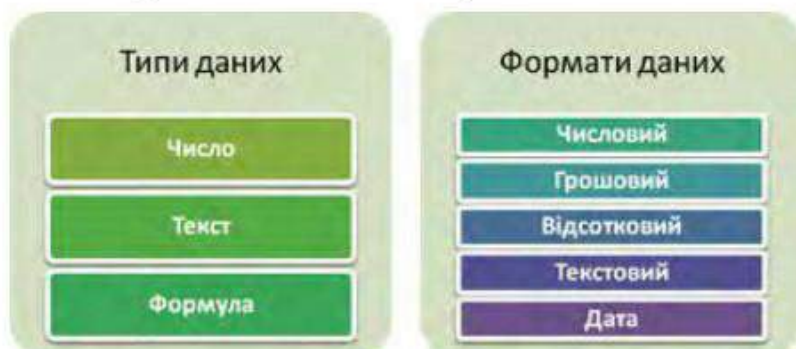 Типи даних
Число
Текст
Формула
Формати даних
Числовий
Грошовий
Відсотковий
Текстовий
Дата